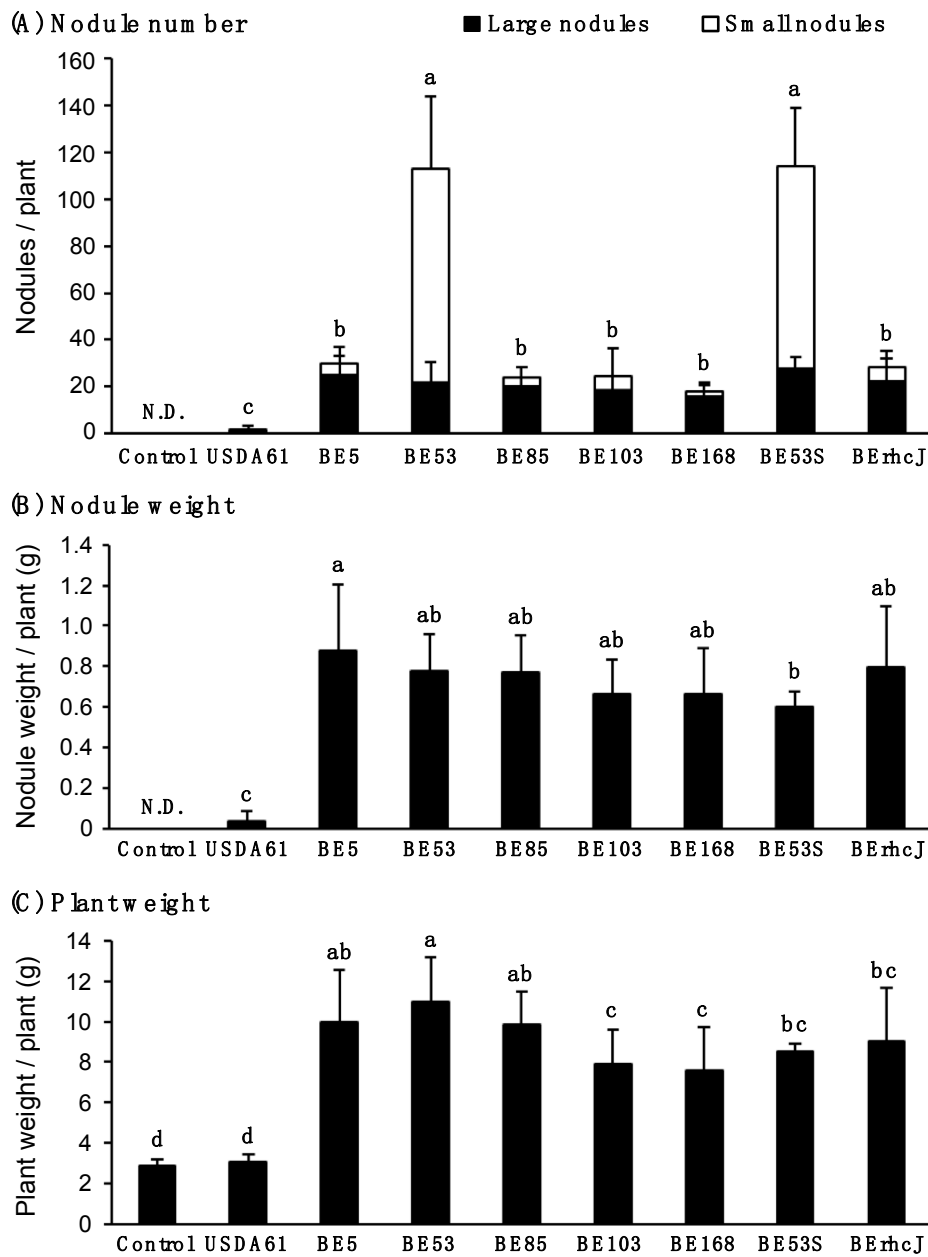 (A) Nodule number
Large nodules Small nodules
160
140
120
100
80
60
40
20
0
Nodules / plant
N.D. c b a b b b a b
Control USDA61 BE5 BE53 BE85 BE103 BE168 BE53S BErhcJ
(B) Nodule weight
1.4
1.2
1.0
0.8
0.6
0.4
0.2
0
Nodule weight / plant (g)
N.D. c a ab ab ab ab b ab
Control USDA61 BE5 BE53 BE85 BE103 BE168 BE53S BErhcJ
(C) Plant weight
14
12
10
8
6
4
2
0
Plant weight / plant (g)
d d ab a ab c c bc bc
Control USDA61 BE5 BE53 BE85 BE103 BE168 BE53S BErhcJ